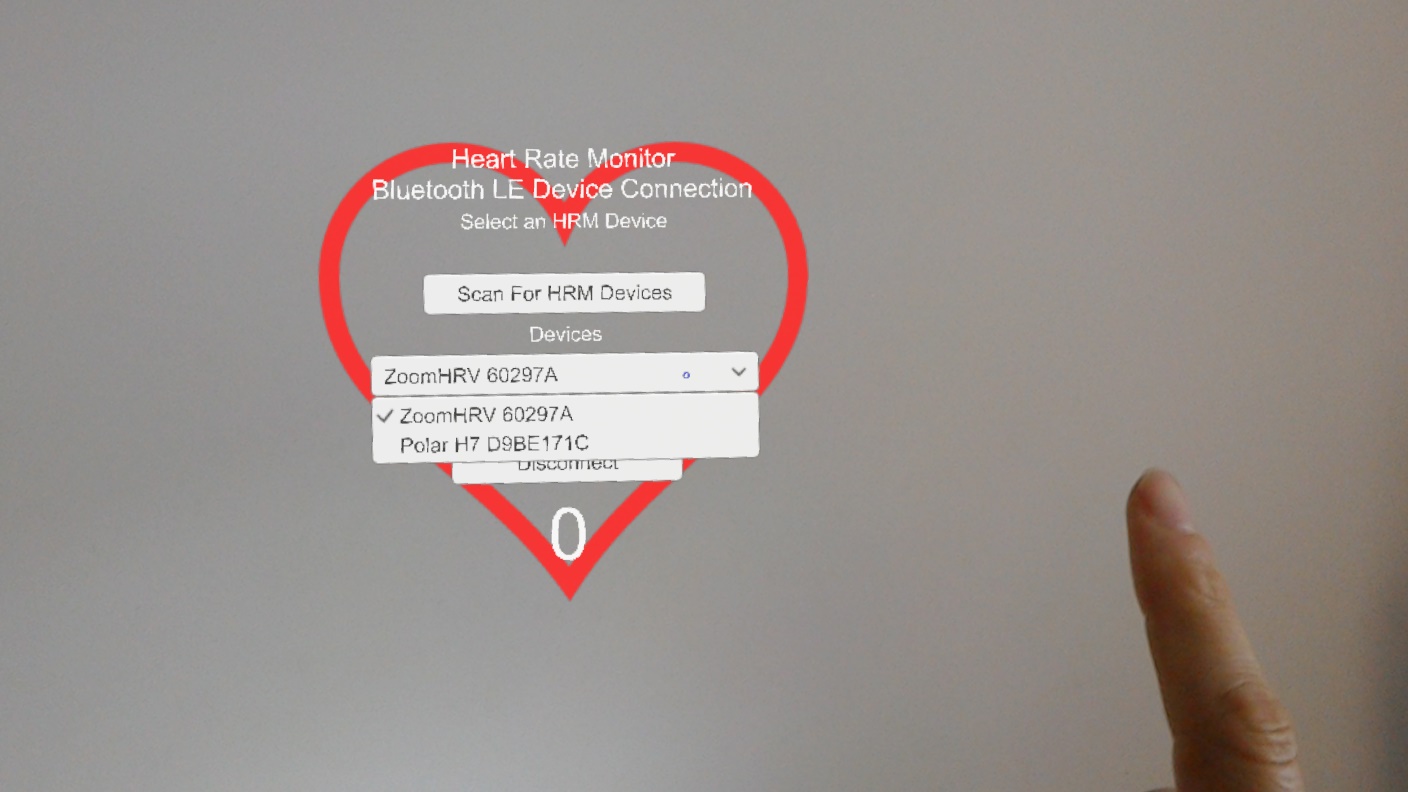 Heart Rate Monitor
Bluetooth LE Device Connection
Select an HRM Device
Scan For HRM Devices
Devices
ZoomHRV 60297A
ZoomHRV 60297A
Polar H7 D9BE171C
Disconnect
0